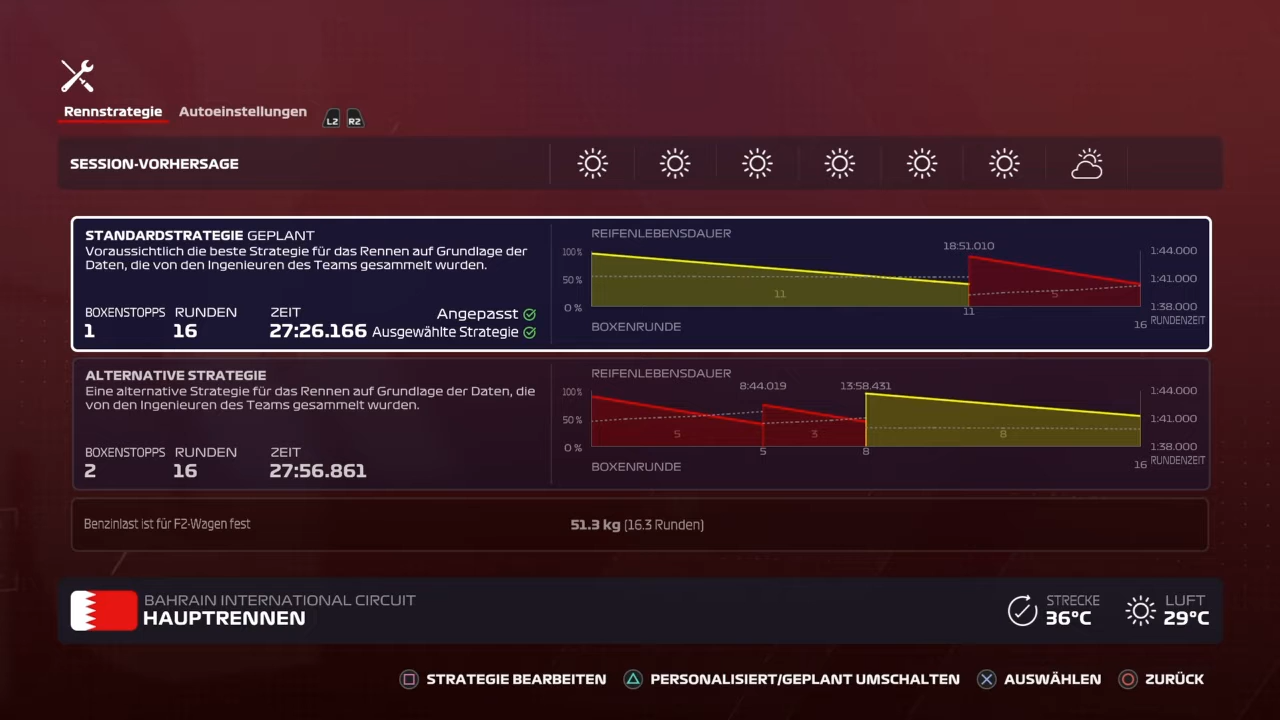 Rennstrategie Autoeinstellungen L2 R2
SESSION-VORHERSAGE
STANDARDSTRATEGIE GEPLANT
Voraussichtlich die beste Strategie für das Rennen auf Grundlage der
Daten, die von den Ingenieuren des Teams gesammelt wurden.
BOXENSTOPPS RUNDEN ZEIT Angepasst
1 16 27:26.166 Ausgewählte Strategie
REIFENLEBENSDAUER
18:51.010
100% 1:44.000
50% 1:41.000
11 5
0 % 1:38.000
11
16 RUNDENZEIT
BOXENRUNDE
ALTERNATIVE STRATEGIE
Eine alternative Strategie für das Rennen auf Grundlage der Daten, die
von den Ingenieuren des Teams gesammelt wurden.
BOXENSTOPPS RUNDEN ZEIT
2 16 27:56.861
REIFENLEBENSDAUER
8:44.019 13:58.431
100% 1:44.000
50% 1:41.000
5 3 8
0 % 1:38.000
5 8
16 RUNDENZEIT
BOXENRUNDE
Benzinlast ist für F2-Wagen fest 51.3 kg (16.3 Runden)
BAHRAIN INTERNATIONAL CIRCUIT
HAUPTRENNEN
STRECKE LUFT
36°C 29°C
STRATEGIE BEARBEITEN PERSONALISIERT/GEPLANT UMSCHALTEN AUSWÄHLEN ZURÜCK